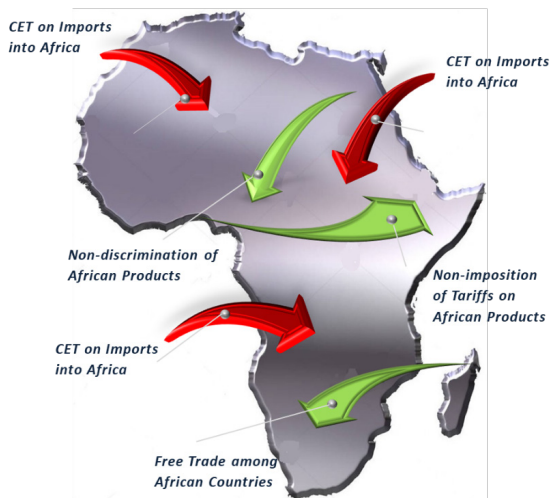 CET on Imports
into Africa
CET on Imports
into Africa
Non-discrimination of
African Products
Non-imposition
of Tariffs on
African Products
CET on Imports
into Africa
Free Trade among
African Countries